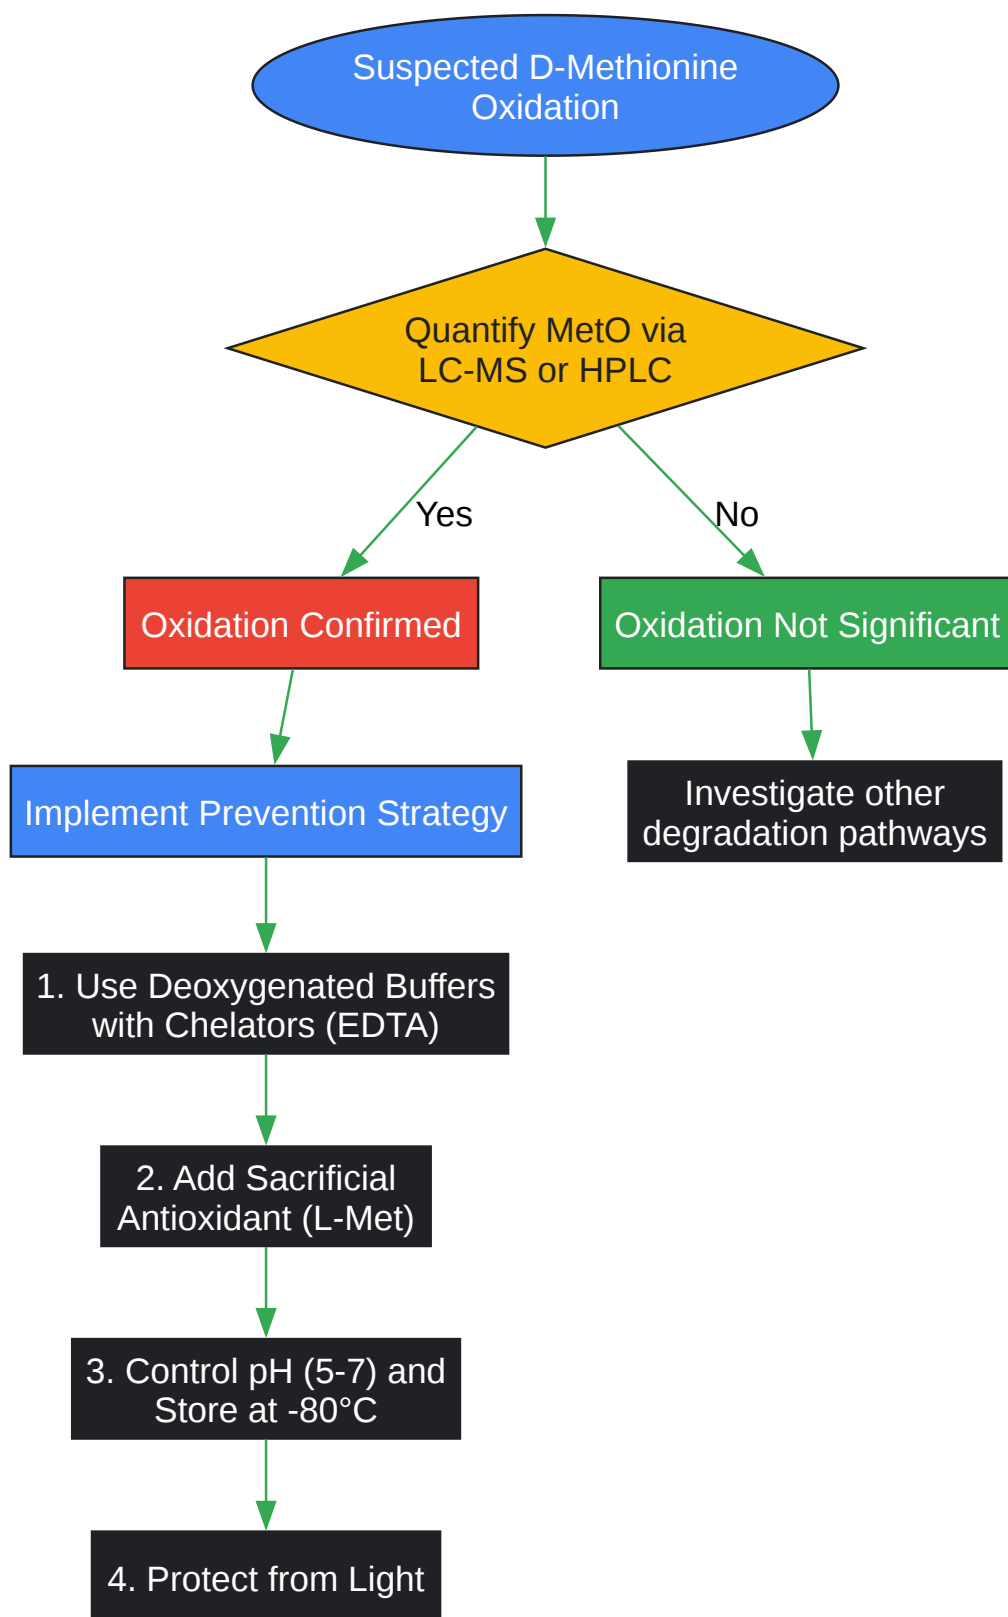 Suspected D-Methionine
Oxidation
Quantify MetO via
LC-MS or HPLC
Yes
No
Oxidation Confirmed
Oxidation Not Significant
Implement Prevention Strategy
Investigate other
degradation pathways
1. Use Deoxygenated Buffers
with Chelators (EDTA)
2. Add Sacrificial
Antioxidant (L-Met)
3. Control pH (5-7) and
Store at -80°C
4. Protect from Light